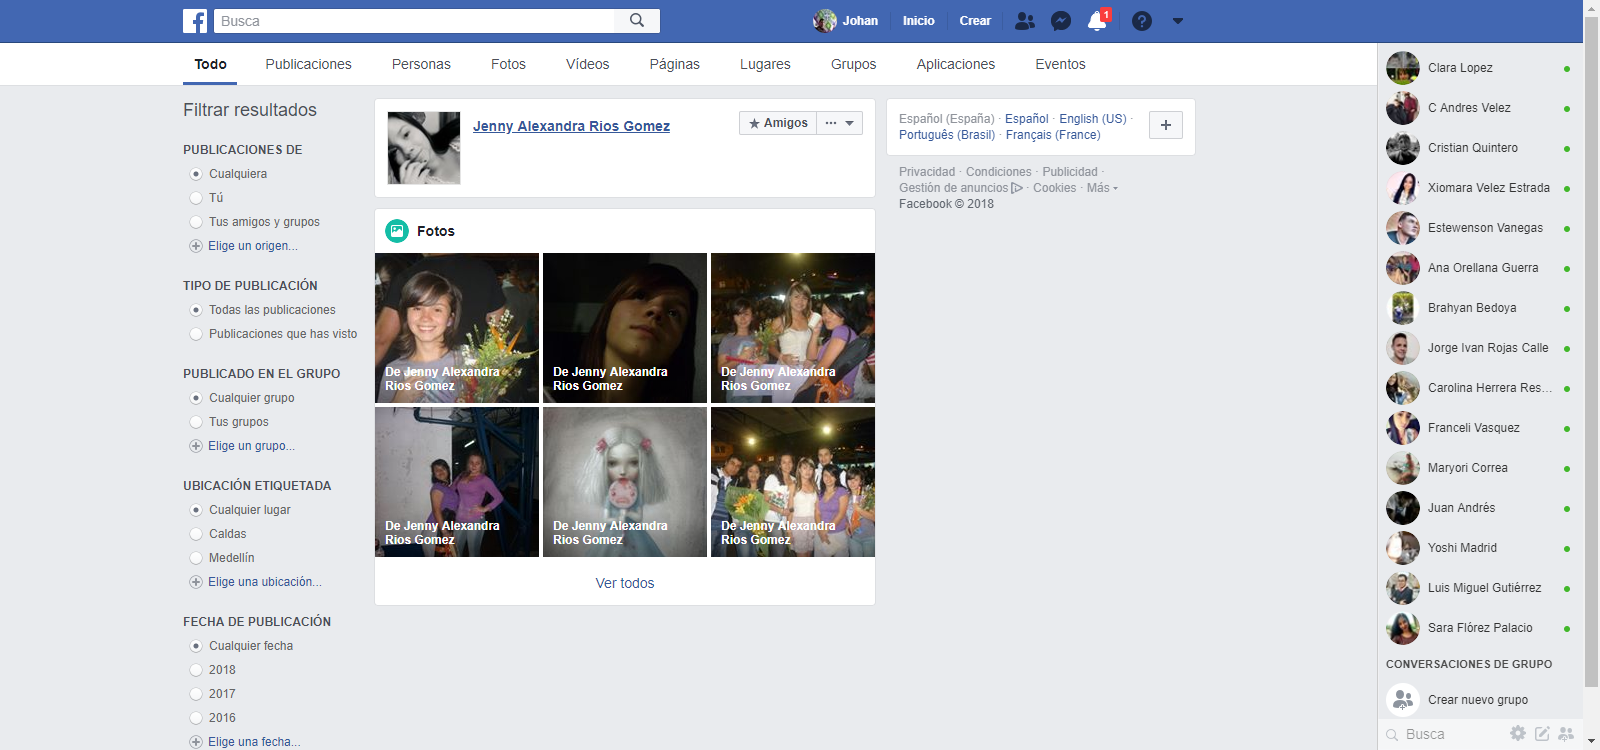 Busca
Johan
Inicio
Crear
1
Todo
Publicaciones
Personas
Fotos
Vídeos
Páginas
Lugares
Grupos
Aplicaciones
Eventos
Filtrar resultados
PUBLICACIONES DE
Cualquiera
Tú
Tus amigos y grupos
Elige un origen...
TIPO DE PUBLICACIÓN
Todas las publicaciones
Publicaciones que has visto
PUBLICADO EN EL GRUPO
Cualquier grupo
Tus grupos
Elige un grupo...
UBICACIÓN ETIQUETADA
Cualquier lugar
Caldas
Medellín
Elige una ubicación...
FECHA DE PUBLICACIÓN
Cualquier fecha
2018
2017
2016
Elige una fecha...
Jenny Alexandra Rios Gomez
Amigos
Fotos
De Jenny Alexandra
Rios Gomez
De Jenny Alexandra
Rios Gomez
De Jenny Alexandra
Rios Gomez
De Jenny Alexandra
Rios Gomez
De Jenny Alexandra
Rios Gomez
De Jenny Alexandra
Rios Gomez
Ver todos
Español (España) · Español · English (US) ·
Português (Brasil) · Français (France)
Privacidad · Condiciones · Publicidad ·
Gestión de anuncios · Cookies · Más
Facebook © 2018
Clara Lopez
C Andres Velez
Cristian Quintero
Xiomara Velez Estrada
Estewenson Vanegas
Ana Orellana Guerra
Brahyan Bedoya
Jorge Ivan Rojas Calle
Carolina Herrera Res...
Franceli Vasquez
Maryori Correa
Juan Andrés
Yoshi Madrid
Luis Miguel Gutiérrez
Sara Flórez Palacio
CONVERSACIONES DE GRUPO
Crear nuevo grupo
Busca